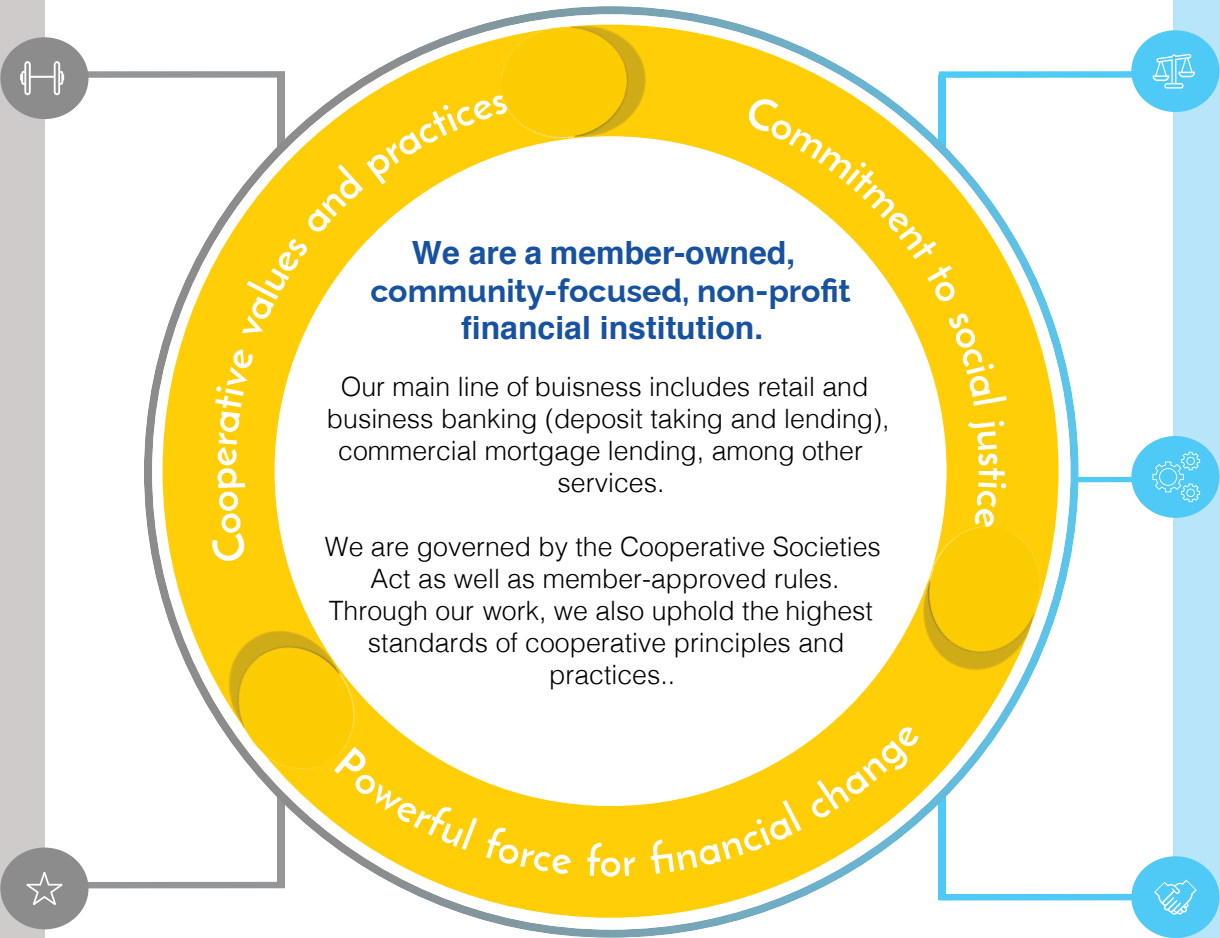 Cooperative values and practices
Commitment to social justice
We are a member-owned,
community-focused, non-profit
financial institution.
Our main line of buisness includes retail and
business banking (deposit taking and lending),
commercial mortgage lending, among other
services.
We are governed by the Cooperative Societies
Act as well as member-approved rules.
Through our work, we also uphold the highest
standards of cooperative principles and
practices..
Powerful force for financial change